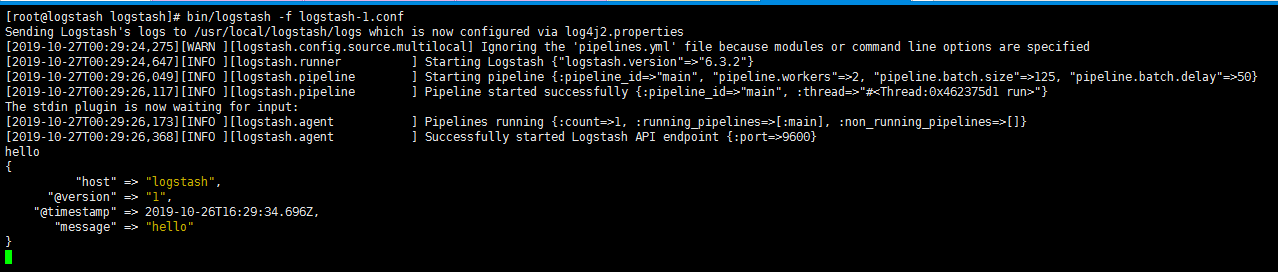 [root@logstash logstash]# bin/logstash -f logstash-1.conf
Sending Logstash's logs to /usr/local/logstash/logs which is now configured via log4j2.properties
[2019-10-27T00:29:24,275][WARN ][logstash.config.source.multilocal] Ignoring the 'pipelines.yml' file because modules or command line options are specified
[2019-10-27T00:29:24,647][INFO ][logstash.runner          ] Starting Logstash {"logstash.version"=>"6.3.2"}
[2019-10-27T00:29:26,049][INFO ][logstash.pipeline        ] Starting pipeline {:pipeline_id=>"main", "pipeline.workers"=>2, "pipeline.batch.size"=>125, "pipeline.batch.delay"=>50}
[2019-10-27T00:29:26,117][INFO ][logstash.pipeline        ] Pipeline started successfully {:pipeline_id=>"main", :thread=>"#<Thread:0x462375d1 run>"}
The stdin plugin is now waiting for input:
[2019-10-27T00:29:26,173][INFO ][logstash.agent           ] Pipelines running {:count=>1, :running_pipelines=>[:main], :non_running_pipelines=>[]}
[2019-10-27T00:29:26,368][INFO ][logstash.agent           ] Successfully started Logstash API endpoint {:port=>9600}
hello
{
          "host" => "logstash",
      "@version" => "1",
    "@timestamp" => 2019-10-26T16:29:34.696Z,
       "message" => "hello"
}